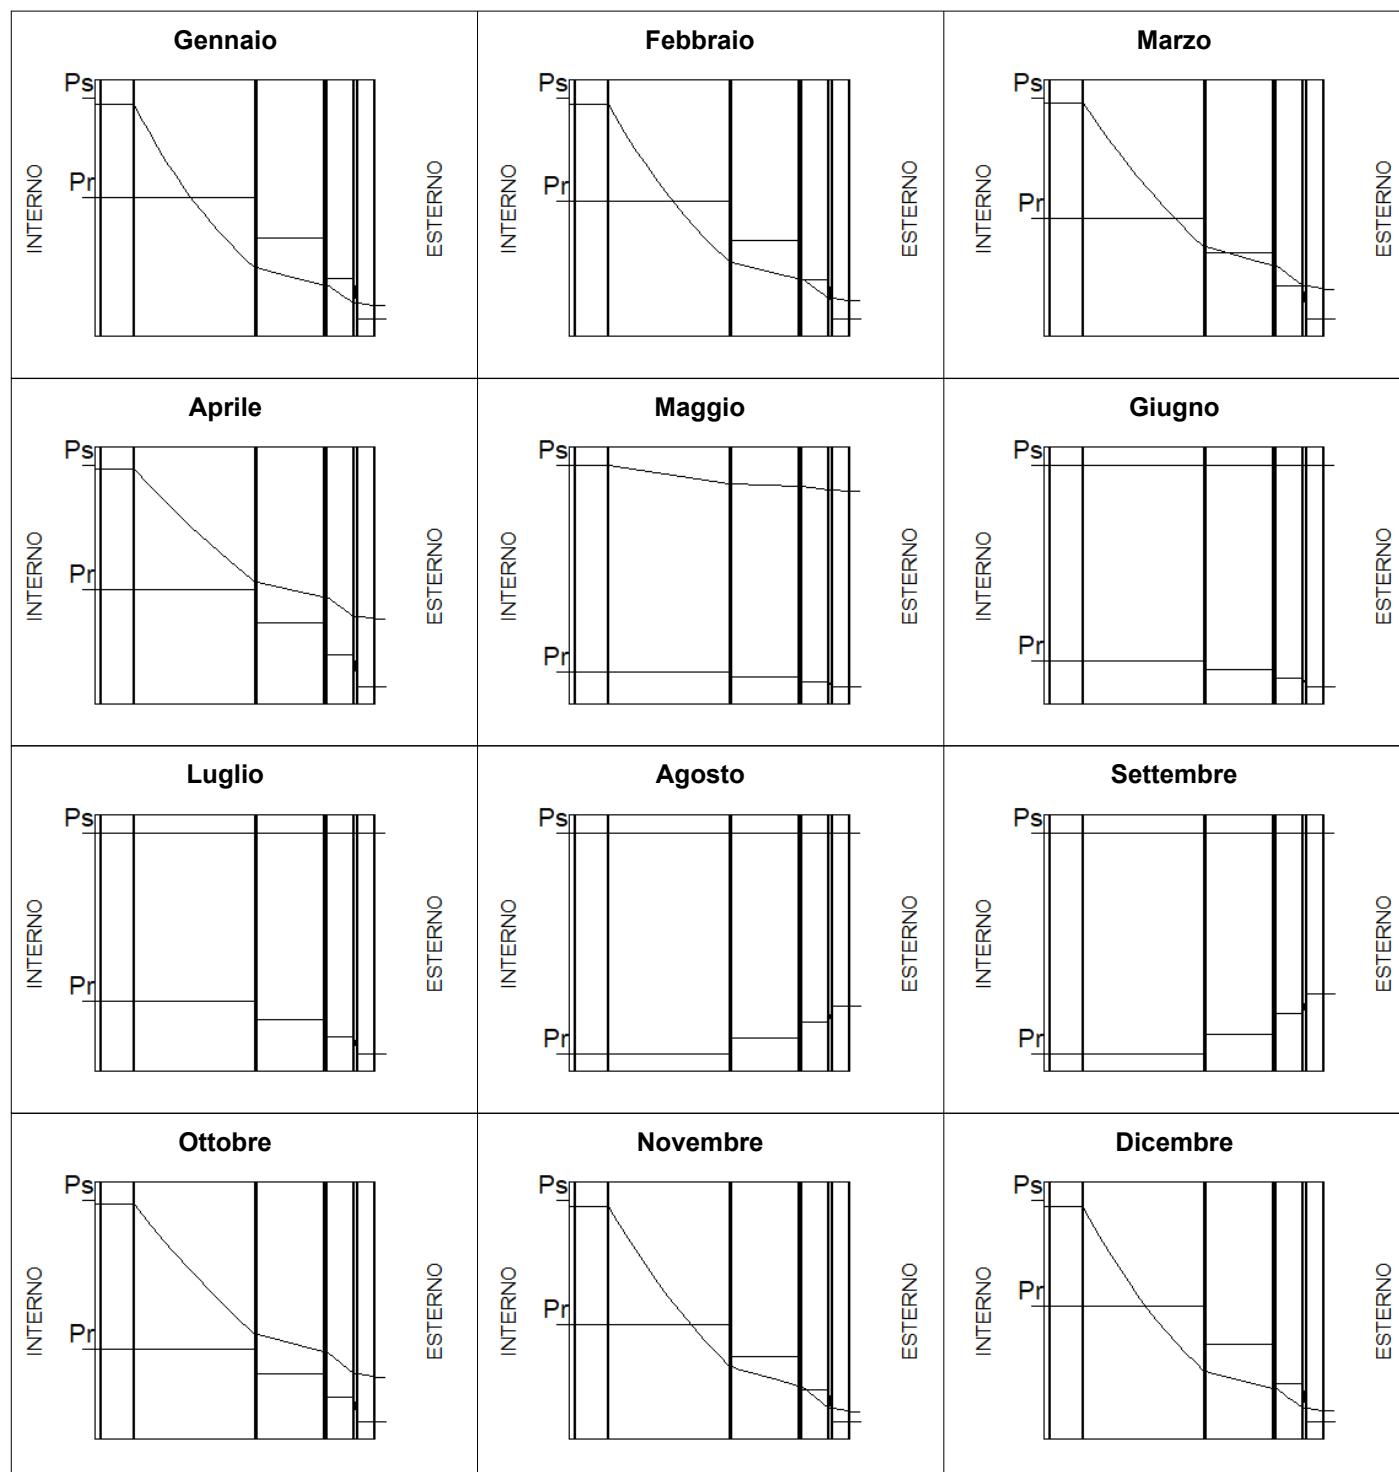 Gennaio
Febbraio
Marzo
Ps
Pr
INTERNO
ESTERNO
Ps
Pr
INTERNO
ESTERNO
Ps
Pr
INTERNO
ESTERNO
Aprile
Maggio
Giugno
Ps
Pr
INTERNO
ESTERNO
Ps
Pr
INTERNO
ESTERNO
Ps
Pr
INTERNO
ESTERNO
Luglio
Agosto
Settembre
Ps
Pr
INTERNO
ESTERNO
Ps
Pr
INTERNO
ESTERNO
Ps
Pr
INTERNO
ESTERNO
Ottobre
Novembre
Dicembre
Ps
Pr
INTERNO
ESTERNO
Ps
Pr
INTERNO
ESTERNO
Ps
Pr
INTERNO
ESTERNO